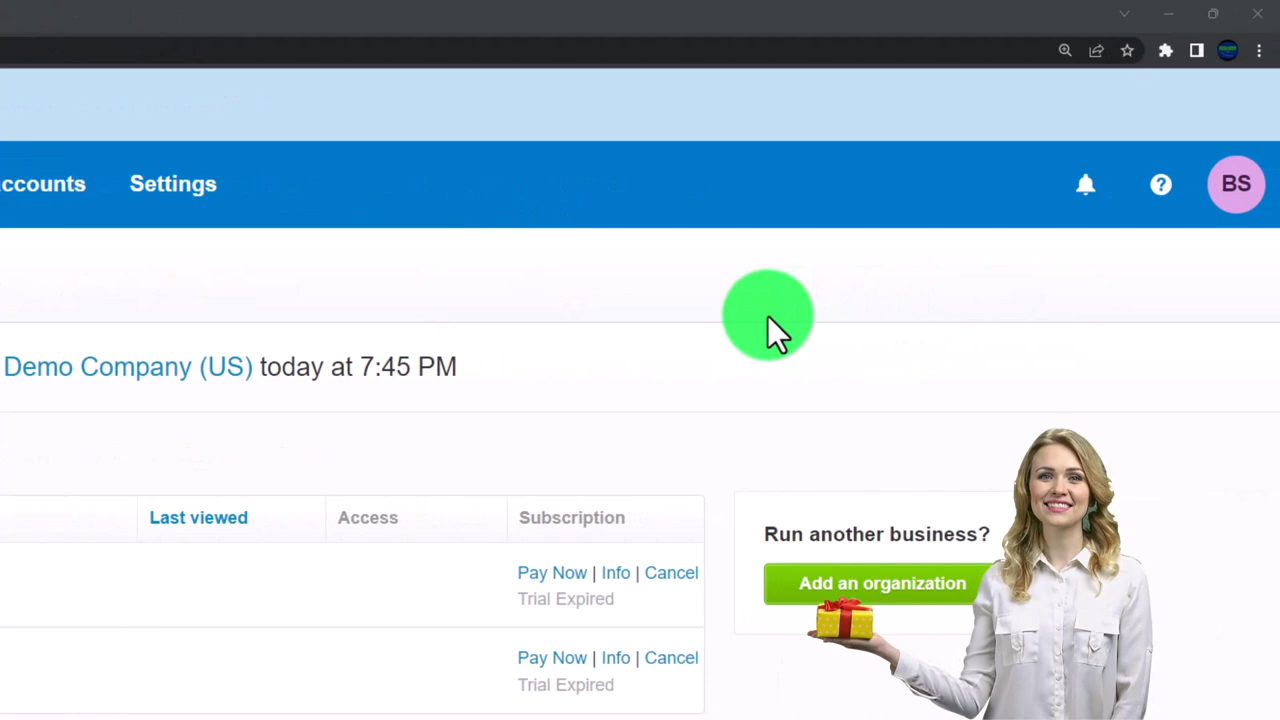 ccounts Settings BS
Demo Company (US) today at 7:45 PM
Last viewed Access Subscription
Pay Now | Info | Cancel
Trial Expired
Pay Now | Info | Cancel
Trial Expired
Run another business?
Add an organization